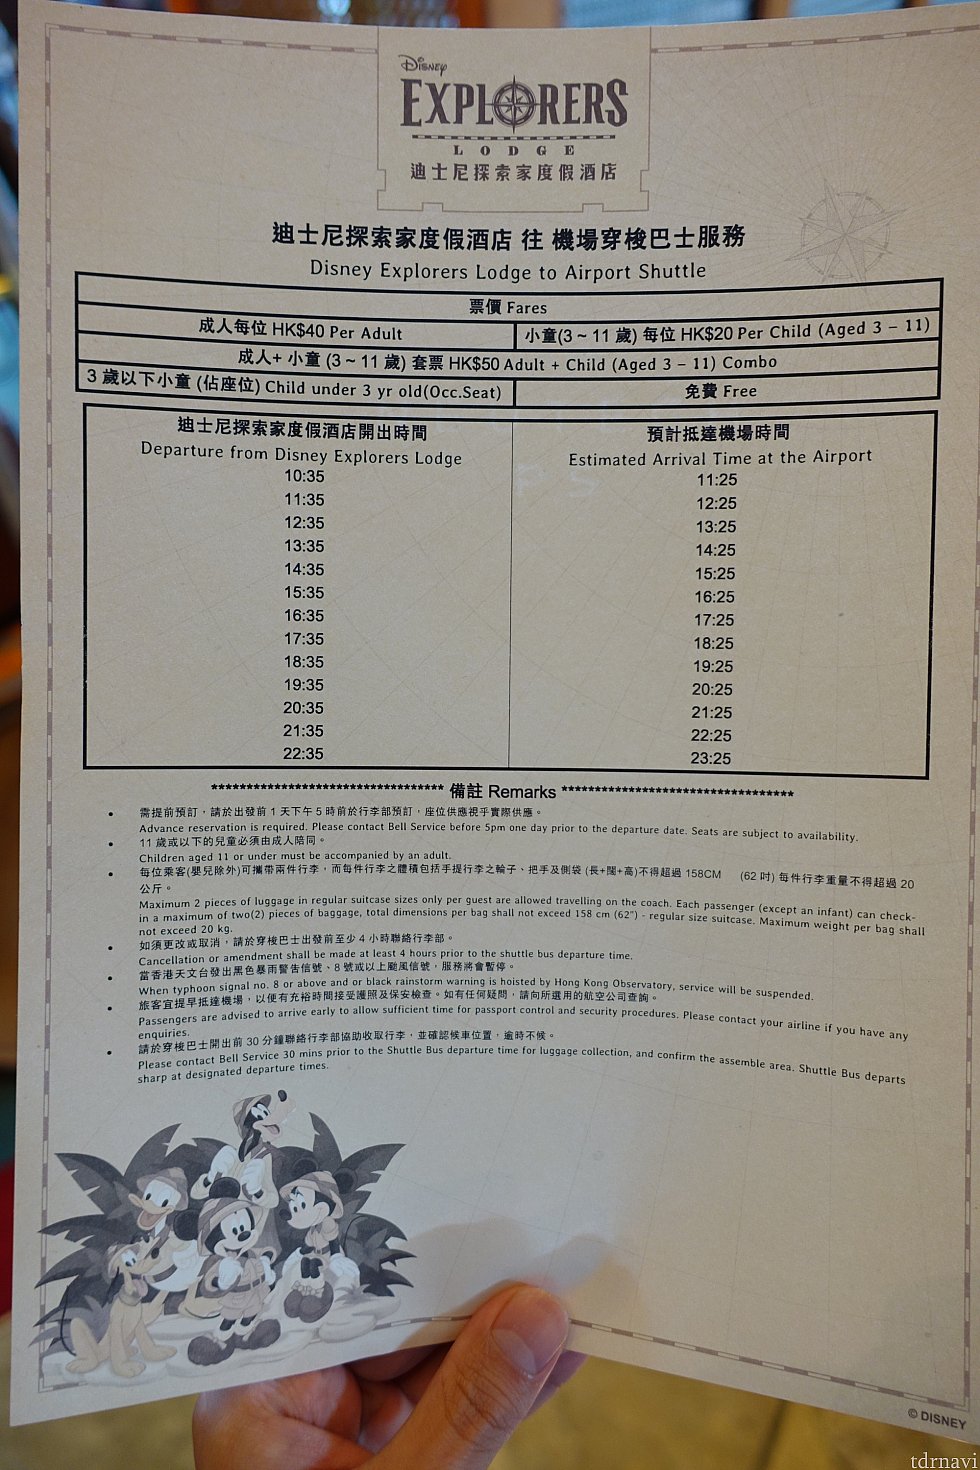 Disney
EXPLORERS
LODGE
迪士尼探索家度假酒店
迪士尼探索家度假酒店 往 機場穿梭巴士服務
Disney Explorers Lodge to Airport Shuttle
票價 Fares
成人每位 HK$40 Per Adult
小童(3 ~ 11 歲) 每位 HK$20 Per Child (Aged 3 – 11)
成人+ 小童 (3 ~ 11 歲) 套票 HK$50 Adult + Child (Aged 3 – 11) Combo
3 歲以下小童 (佔座位) Child under 3 yr old(Occ.Seat)
免費 Free
迪士尼探索家度假酒店開出時間
預計抵達機場時間
Departure from Disney Explorers Lodge
Estimated Arrival Time at the Airport
10:35 11:25
11:35 12:25
12:35 13:25
13:35 14:25
14:35 15:25
15:35 16:25
16:35 17:25
17:35 18:25
18:35 19:25
19:35 20:25
20:35 21:25
21:35 22:25
22:35 23:25
********************************** 備註 Remarks **********************************
• 需提前預訂，請於出發前 1 天下午 5 時前於行李部預訂，座位供應視乎實際供應。
Advance reservation is required. Please contact Bell Service before 5pm one day prior to the departure date. Seats are subject to availability.
• 11 歲或以下的兒童必須由成人陪同。
Children aged 11 or under must be accompanied by an adult.
• 每位乘客(嬰兒除外)可攜帶兩件行李，而每件行李之體積包括手提行李之輪子、把手及側袋 (長+闊+高)不得超過 158CM (62 吋) 每件行李重量不得超過 20
公斤。
Maximum 2 pieces of luggage in regular suitcase sizes only per guest are allowed travelling on the coach. Each passenger (except an infant) can check-
in a maximum of two(2) pieces of baggage, total dimensions per bag shall not exceed 158 cm (62") - regular size suitcase. Maximum weight per bag shall
not exceed 20 kg.
• 如須更改或取消，請於穿梭巴士出發前至少 4 小時聯絡行李部。
Cancellation or amendment shall be made at least 4 hours prior to the shuttle bus departure time.
• 當香港天文台發出黑色暴雨警告信號、8 號或以上颱風信號，服務將會暫停。
When typhoon signal no. 8 or above and or black rainstorm warning is hoisted by Hong Kong Observatory, service will be suspended.
• 旅客宜提早抵達機場，以便有充裕時間接受護照及保安檢查。如有任何疑問，請向所選用的航空公司查詢。
Passengers are advised to arrive early to allow sufficient time for passport control and security procedures. Please contact your airline if you have any
enquiries.
• 請於穿梭巴士開出前 30 分鐘聯絡行李部協助收取行李，並確認候車位置，逾時不候。
Please contact Bell Service 30 mins prior to the Shuttle Bus departure time for luggage collection, and confirm the assemble area. Shuttle Bus departs
sharp at designated departure times.
© DISNEY
tdrnavi